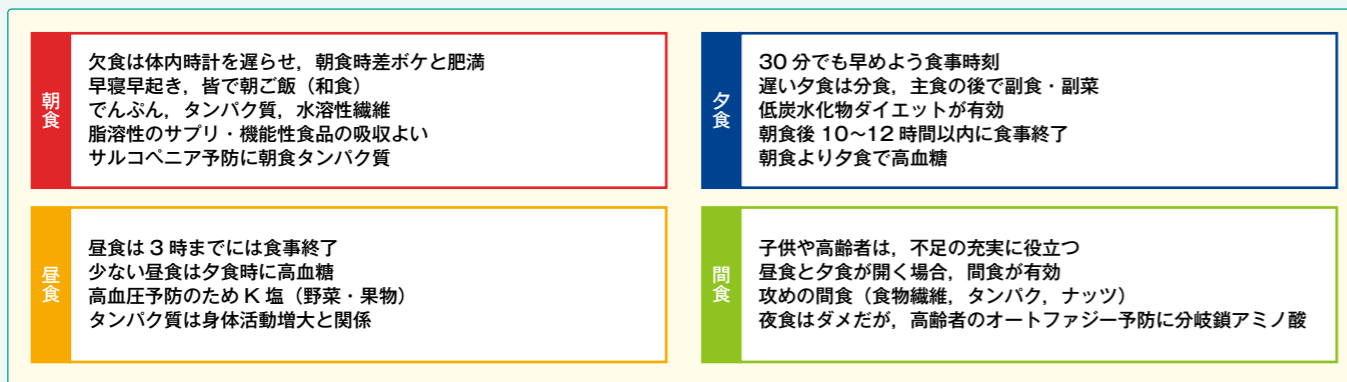 朝食
欠食は体内時計を遅らせ，朝食時差ボケと肥満
早寝早起き，皆で朝ご飯（和食）
でんぷん，タンパク質，水溶性繊維
脂溶性のサプリ・機能性食品の吸収よい
サルコペニア予防に朝食タンパク質
夕食
30分でも早めよう食事時刻
遅い夕食は分食，主食の後で副食・副菜
低炭水化物ダイエットが有効
朝食後10〜12時間以内に食事終了
朝食より夕食で高血糖
昼食
昼食は3時までには食事終了
少ない昼食は夕食時に高血糖
高血圧予防のためK塩（野菜・果物）
タンパク質は身体活動増大と関係
間食
子供や高齢者は，不足の充実に役立つ
昼食と夕食が開く場合，間食が有効
攻めの間食（食物繊維，タンパク，ナッツ）
夜食はダメだが，高齢者のオートファジー予防に分岐鎖アミノ酸